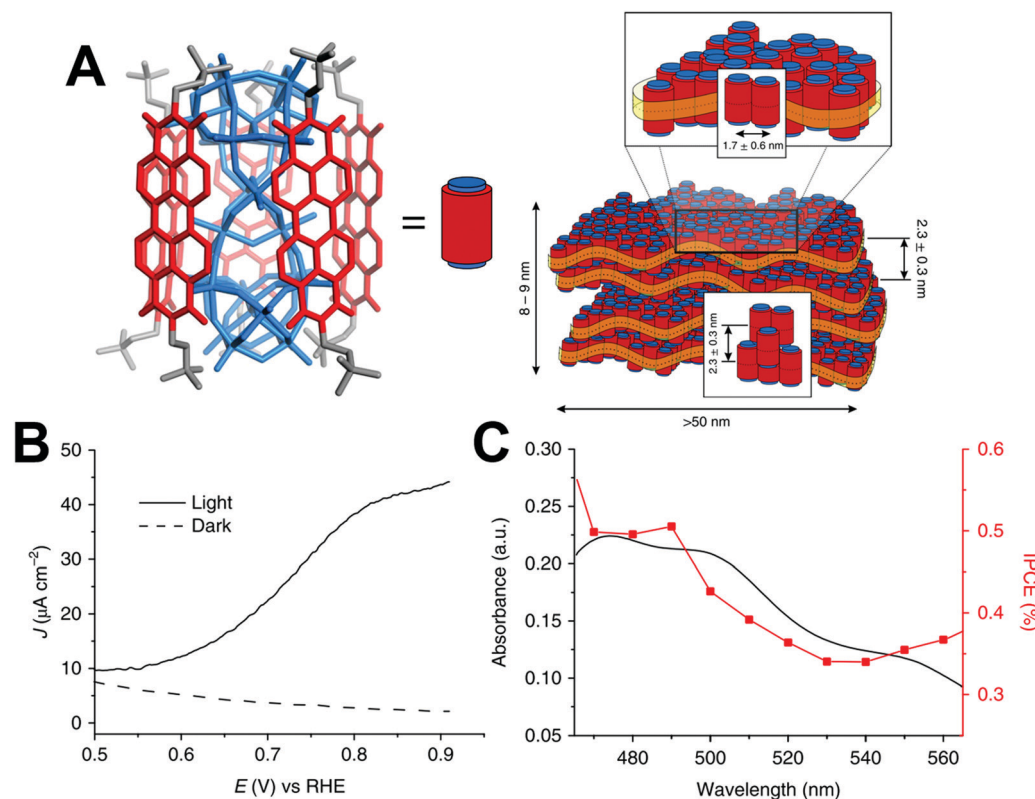 A
=
1.7 ± 0.6 nm
8 – 9 nm
2.3 ± 0.3 nm
2.3 ± 0.3 nm
>50 nm
B
50
40
30
20
10
0
J (μA cm⁻²)
Light
Dark
0.5 0.6 0.7 0.8 0.9
E (V) vs RHE
C
0.30
0.25
0.20
0.15
0.10
0.05
Absorbance (a.u.)
0.6
0.5
0.4
0.3
IPCE (%)
480 500 520 540 560
Wavelength (nm)